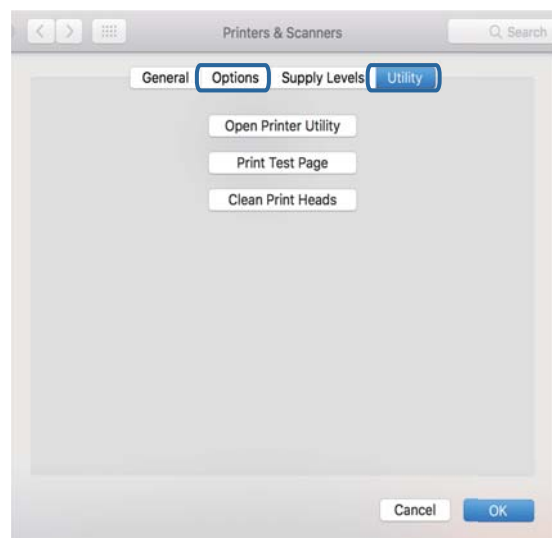 Printers & Scanners Search
General Options Supply Levels Utility
Open Printer Utility
Print Test Page
Clean Print Heads
Cancel OK